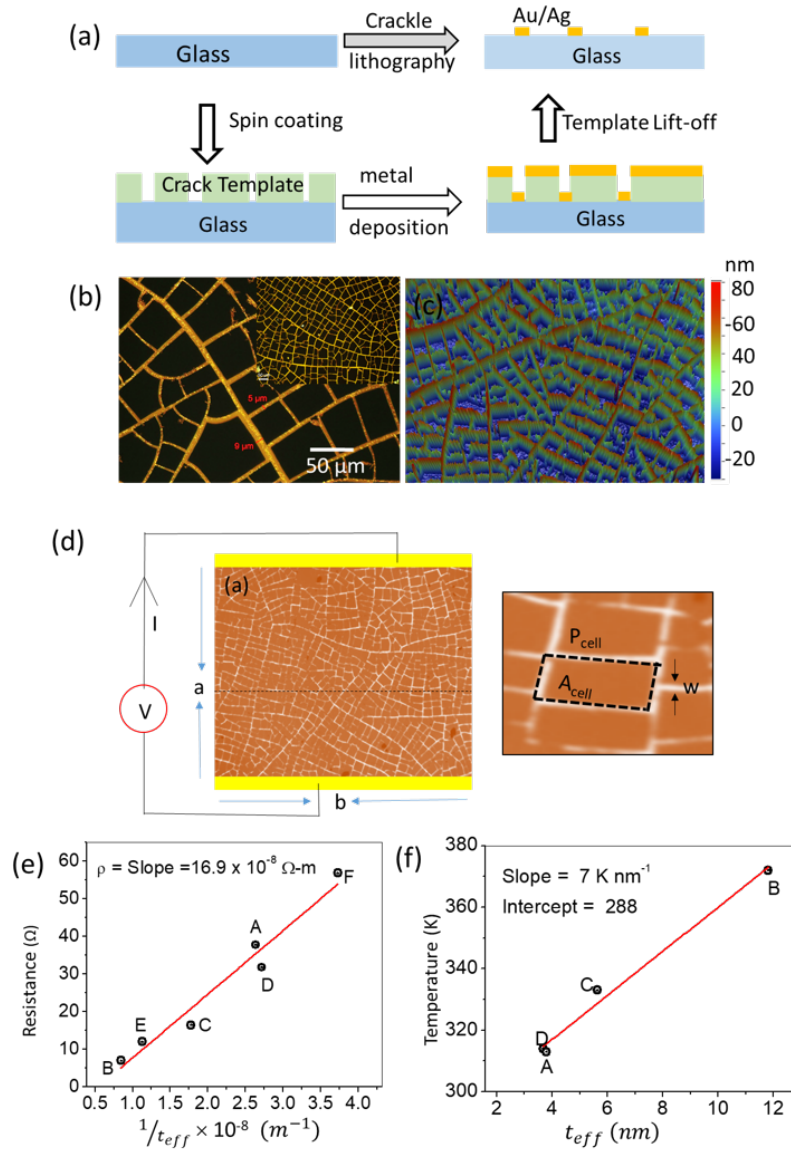 (a)
Crackle
lithography
Au/Ag
Glass
Glass
Spin coating
Template Lift-off
Crack Template
Glass
metal
deposition
Glass
(b)
5 μm
9 μm
50 μm
(c)
nm
80
-60
-40
-20
0
-20
(d)
(a)
I
V
a
b
P_cell
A_cell
w
(e)
ρ = Slope =16.9 x 10⁻⁸ Ω-m
Resistance (Ω)
60
50
40
30
20
10
0
A
B
C
D
E
F
0.5 1.0 1.5 2.0 2.5 3.0 3.5 4.0
1/t_eff × 10⁻⁸ (m⁻¹)
(f)
Slope = 7 K nm⁻¹
Intercept = 288
Temperature (K)
380
360
340
320
300
B
C
D
A
2 4 6 8 10 12
t_eff (nm)